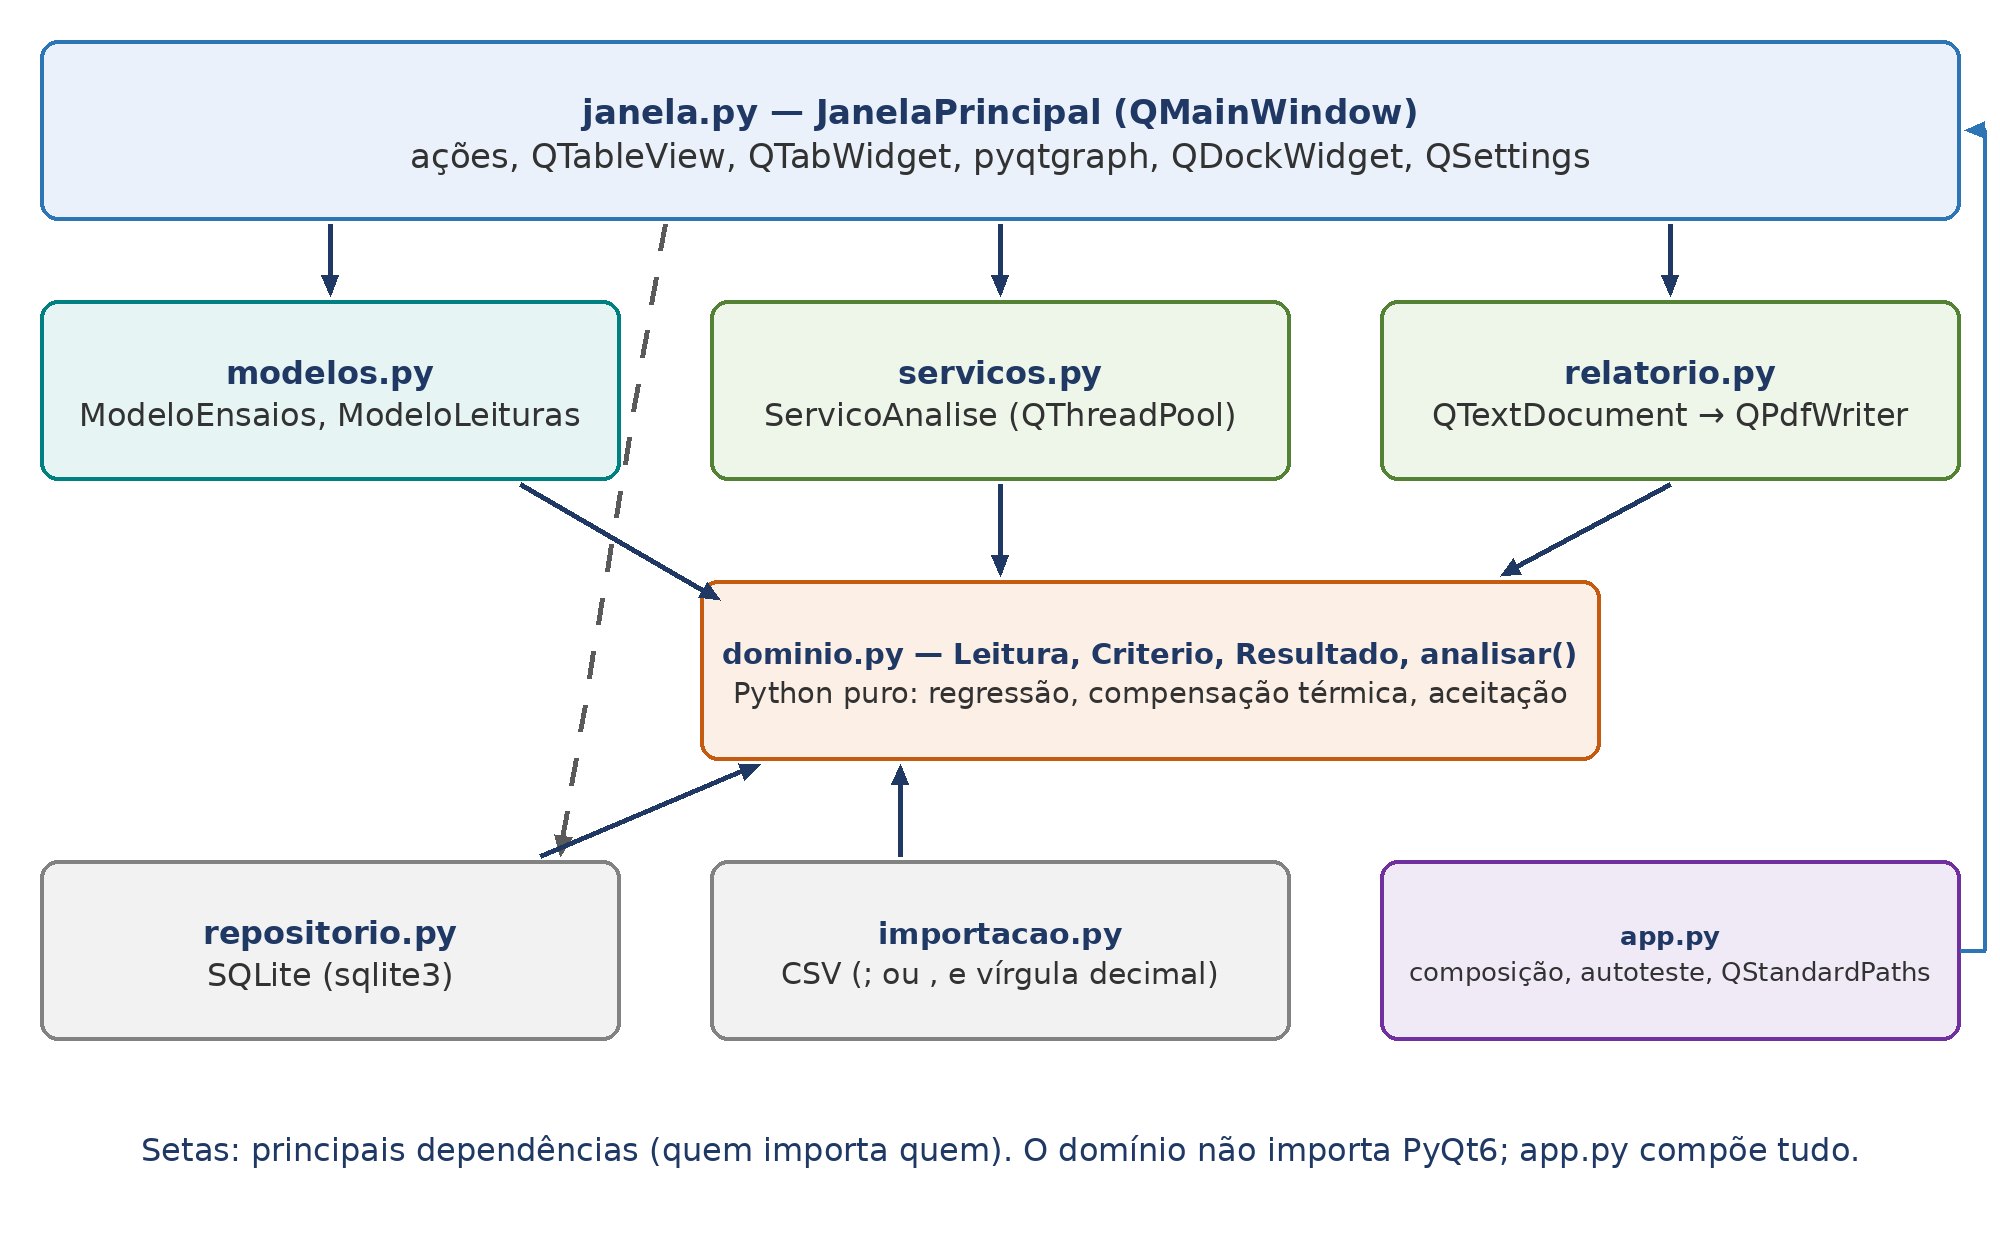 janela.py — JanelaPrincipal (QMainWindow)
ações, QTableView, QTabWidget, pyqtgraph, QDockWidget, QSettings
modelos.py
ModeloEnsaios, ModeloLeituras
servicos.py
ServicoAnalise (QThreadPool)
relatorio.py
QTextDocument → QPdfWriter
dominio.py — Leitura, Criterio, Resultado, analisar()
Python puro: regressão, compensação térmica, aceitação
repositorio.py
SQLite (sqlite3)
importacao.py
CSV (; ou , e vírgula decimal)
app.py
composição, autoteste, QStandardPaths
Setas: principais dependências (quem importa quem). O domínio não importa PyQt6; app.py compõe tudo.